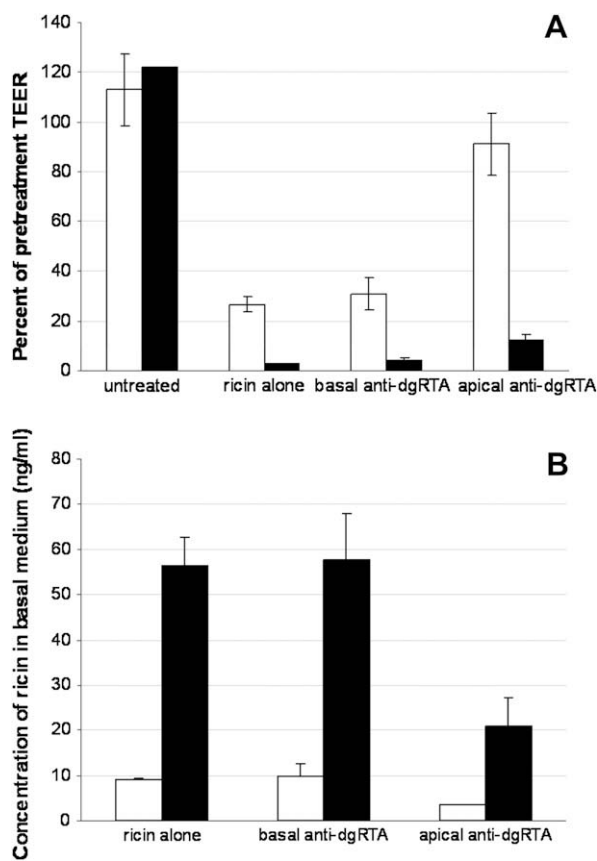 A
Percent of pretreatment TEER
140
120
100
80
60
40
20
0
untreated
ricin alone
basal anti-dgRTA
apical anti-dgRTA
B
Concentration of ricin in basal medium (ng/ml)
80
70
60
50
40
30
20
10
0
ricin alone
basal anti-dgRTA
apical anti-dgRTA